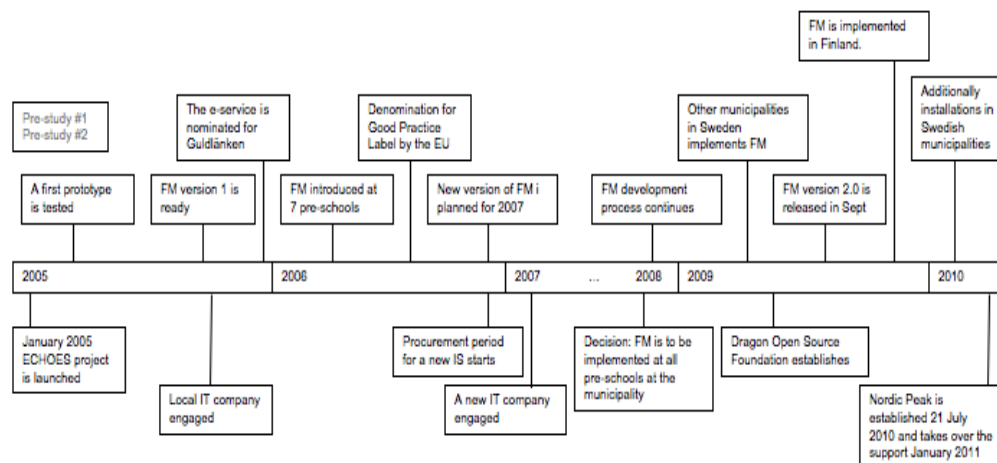 FM is implemented
in Finland.
Pre-study #1
Pre-study #2
The e-service is
nominated for
Guldlänken
Denomination for
Good Practice
Label by the EU
Other municipalities
in Sweden
implements FM
Additionally
installations in
Swedish
municipalities
A first prototype
is tested
FM version 1 is
ready
FM introduced at
7 pre-schools
New version of FM i
planned for 2007
FM development
process continues
FM version 2.0 is
released in Sept
2005
2006
2007
...
2008
2009
2010
January 2005
ECHOES project
is launched
Local IT company
engaged
Procurement period
for a new IS starts
A new IT company
engaged
Decision: FM is to be
implemented at all
pre-schools at the
municipality
Dragon Open Source
Foundation establishes
Nordic Peak is
established 21 July
2010 and takes over the
support January 2011